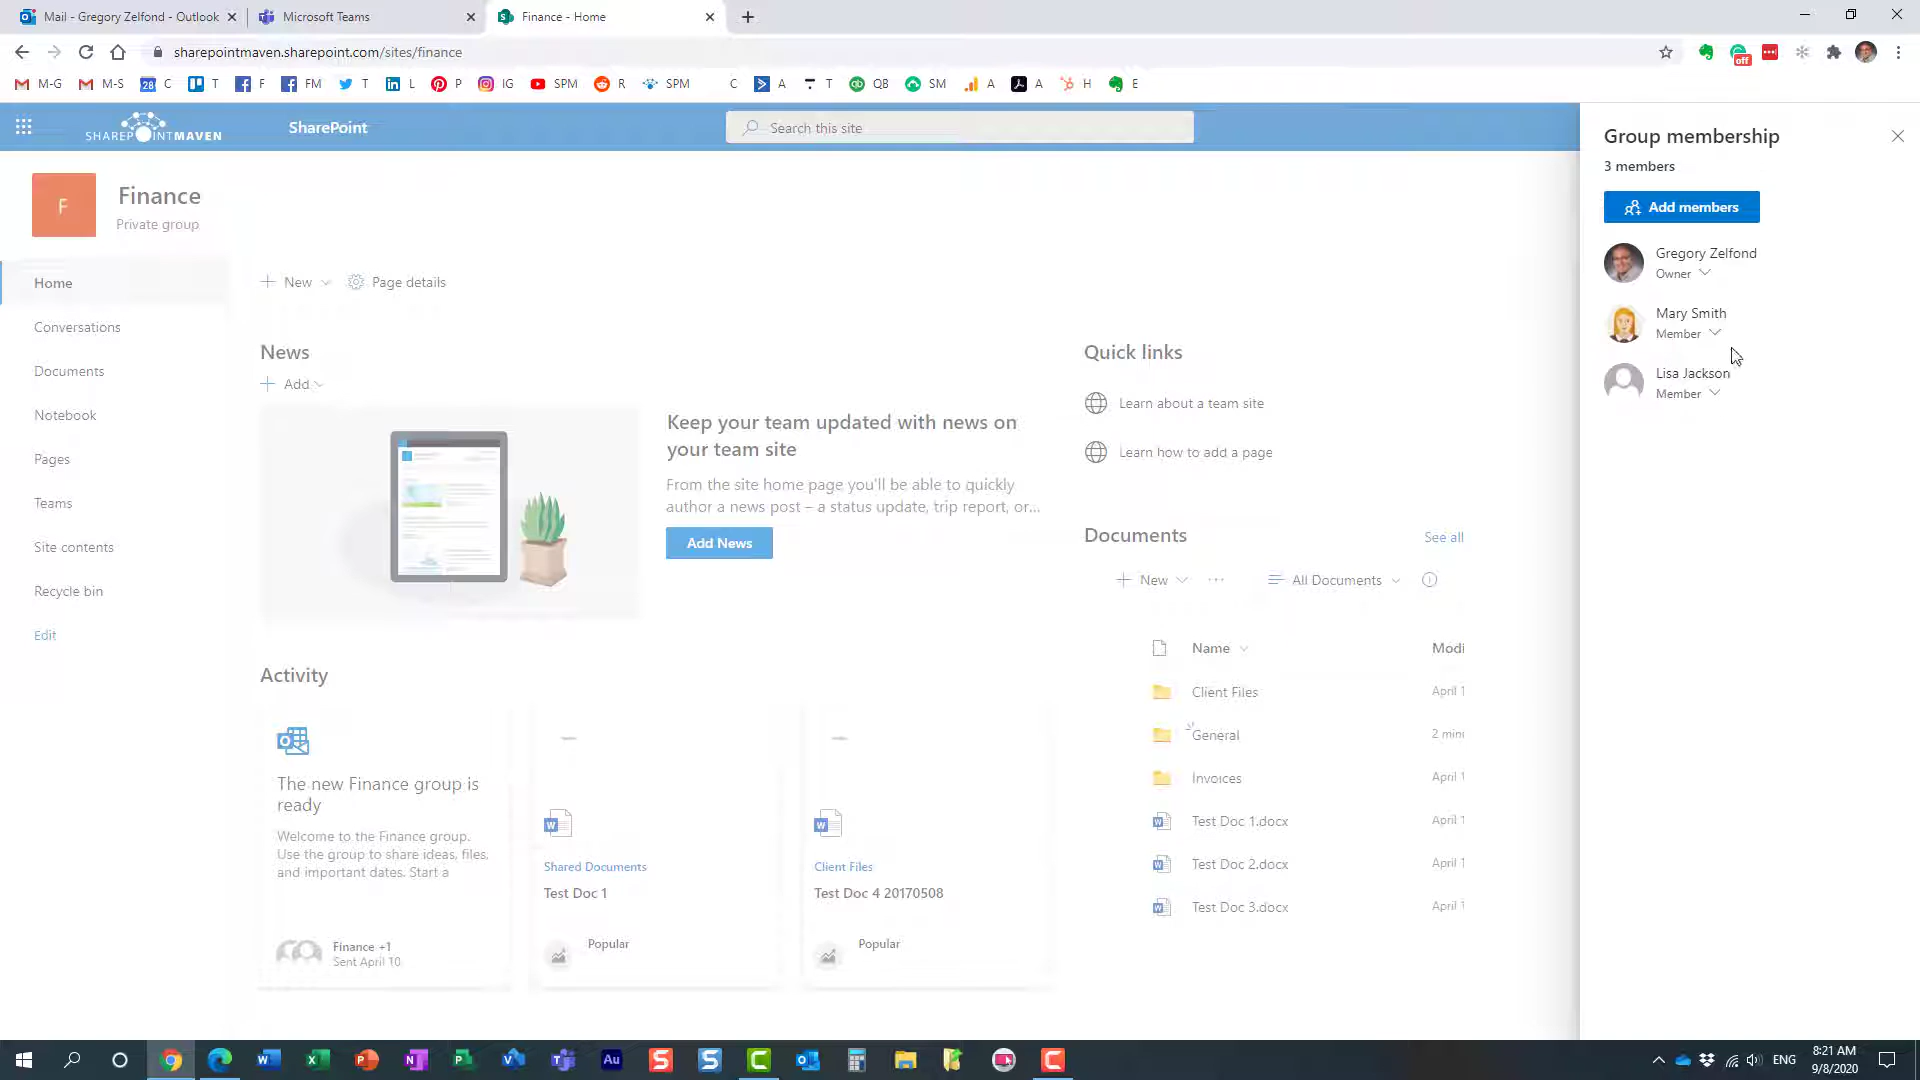 Mail - Gregory Zelfond - Outlook
Microsoft Teams
Finance - Home
sharepointmaven.sharepoint.com/sites/finance
off
M-G
M-S
28
C
T
F
FM
T
L
P
IG
SPM
R
SPM
C
A
T
QB
SM
A
A
H
E
SHAREPOINTMAVEN
SharePoint
Search this site
Group membership
3 members
Add members
Gregory Zelfond
Owner
Mary Smith
Member
Lisa Jackson
Member
F
Finance
Private group
Home
Conversations
Documents
Notebook
Pages
Teams
Site contents
Recycle bin
Edit
New
Page details
News
Add
Keep your team updated with news on
your team site
From the site home page you'll be able to quickly
author a news post – a status update, trip report, or...
Add News
Quick links
Learn about a team site
Learn how to add a page
Documents
See all
New
All Documents
Name
Modi
Client Files
April 1
General
2 minu
Invoices
April 1
Test Doc 1.docx
April 1
Test Doc 2.docx
April 1
Test Doc 3.docx
April 1
Activity
The new Finance group is
ready
Welcome to the Finance group.
Use the group to share ideas, files,
and important dates. Start a
Finance +1
Sent April 10
Shared Documents
Test Doc 1
Popular
Client Files
Test Doc 4 20170508
Popular
ENG
8:21 AM
9/8/2020